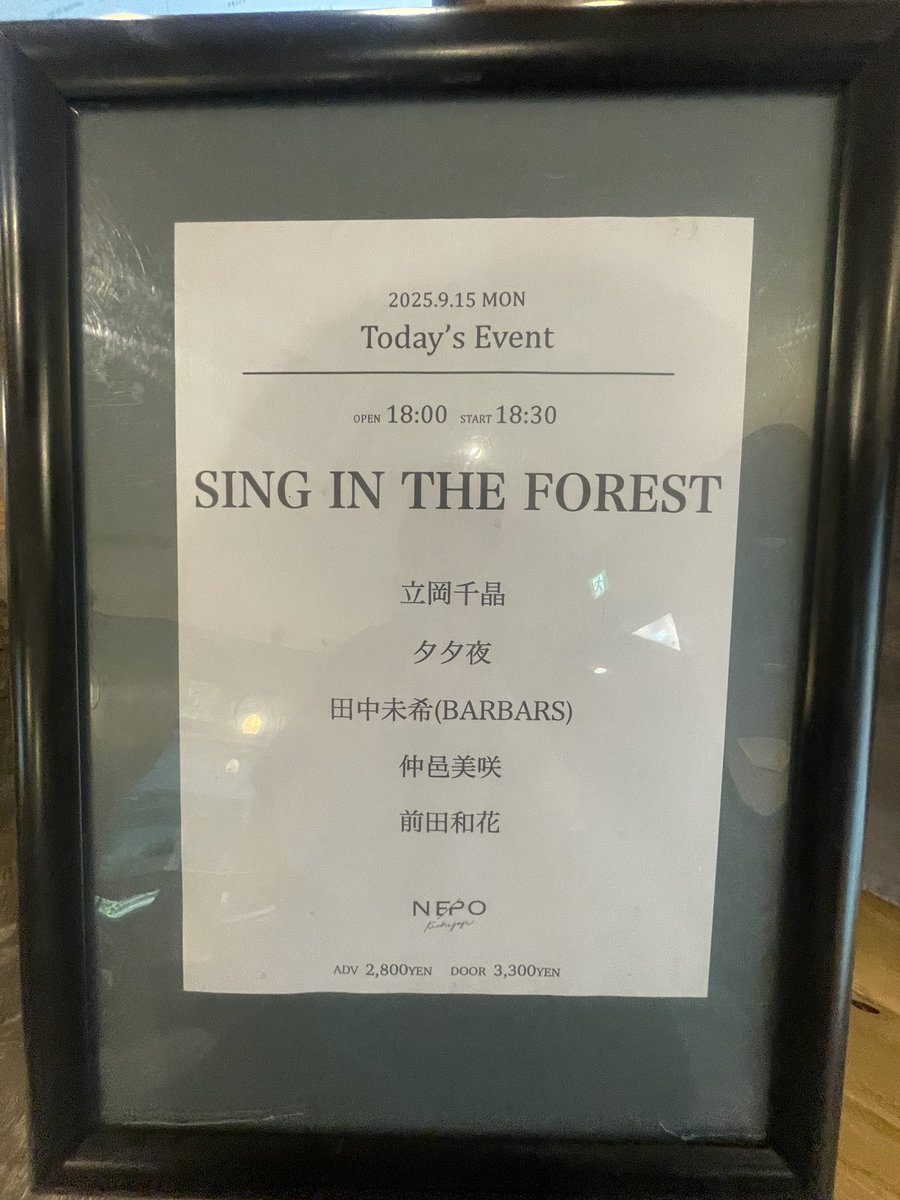 2025.9.15 MON
Today's Event
OPEN 18:00 START 18:30
SING IN THE FOREST
立岡千晶
夕夕夜
田中未希(BARBARS)
仲邑美咲
前田和花
NEPO
Kichijoji
ADV 2,800YEN DOOR 3,300YEN